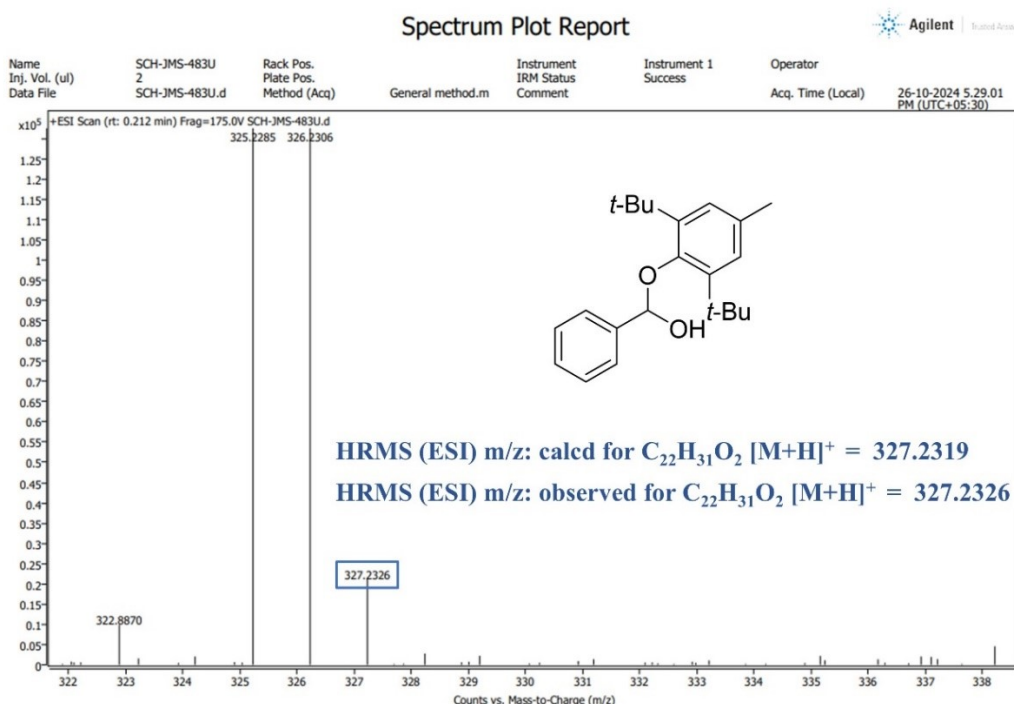 Spectrum Plot Report
Agilent
Name SCH-JMS-483U Rack Pos. Instrument Instrument 1 Operator
Inj. Vol. (ul) 2 Plate Pos. IRM Status Success
Data File SCH-JMS-483U.d Method (Acq) General method.m Comment Acq. Time (Local) 26-10-2024 5.29.01
PM (UTC+05:30)
x10⁵ +ESI Scan (rt: 0.212 min) Frag=175.0V SCH-JMS-483U.d
325.2285 326.2306
1.25
1.2
1.15
1.1
1.05
1
0.95
0.9
0.85
0.8
0.75
0.7
0.65
0.6
0.55
0.5
0.45
0.4
0.35
0.3
0.25
0.2
0.15
0.1
0.05
0
t-Bu
O
t-Bu
OH
HRMS (ESI) m/z: calcd for C₂₂H₃₁O₂ [M+H]⁺ = 327.2319
HRMS (ESI) m/z: observed for C₂₂H₃₁O₂ [M+H]⁺ = 327.2326
327.2326
322.8870
322 323 324 325 326 327 328 329 330 331 332 333 334 335 336 337 338
Counts vs. Mass-to-Charge (m/z)